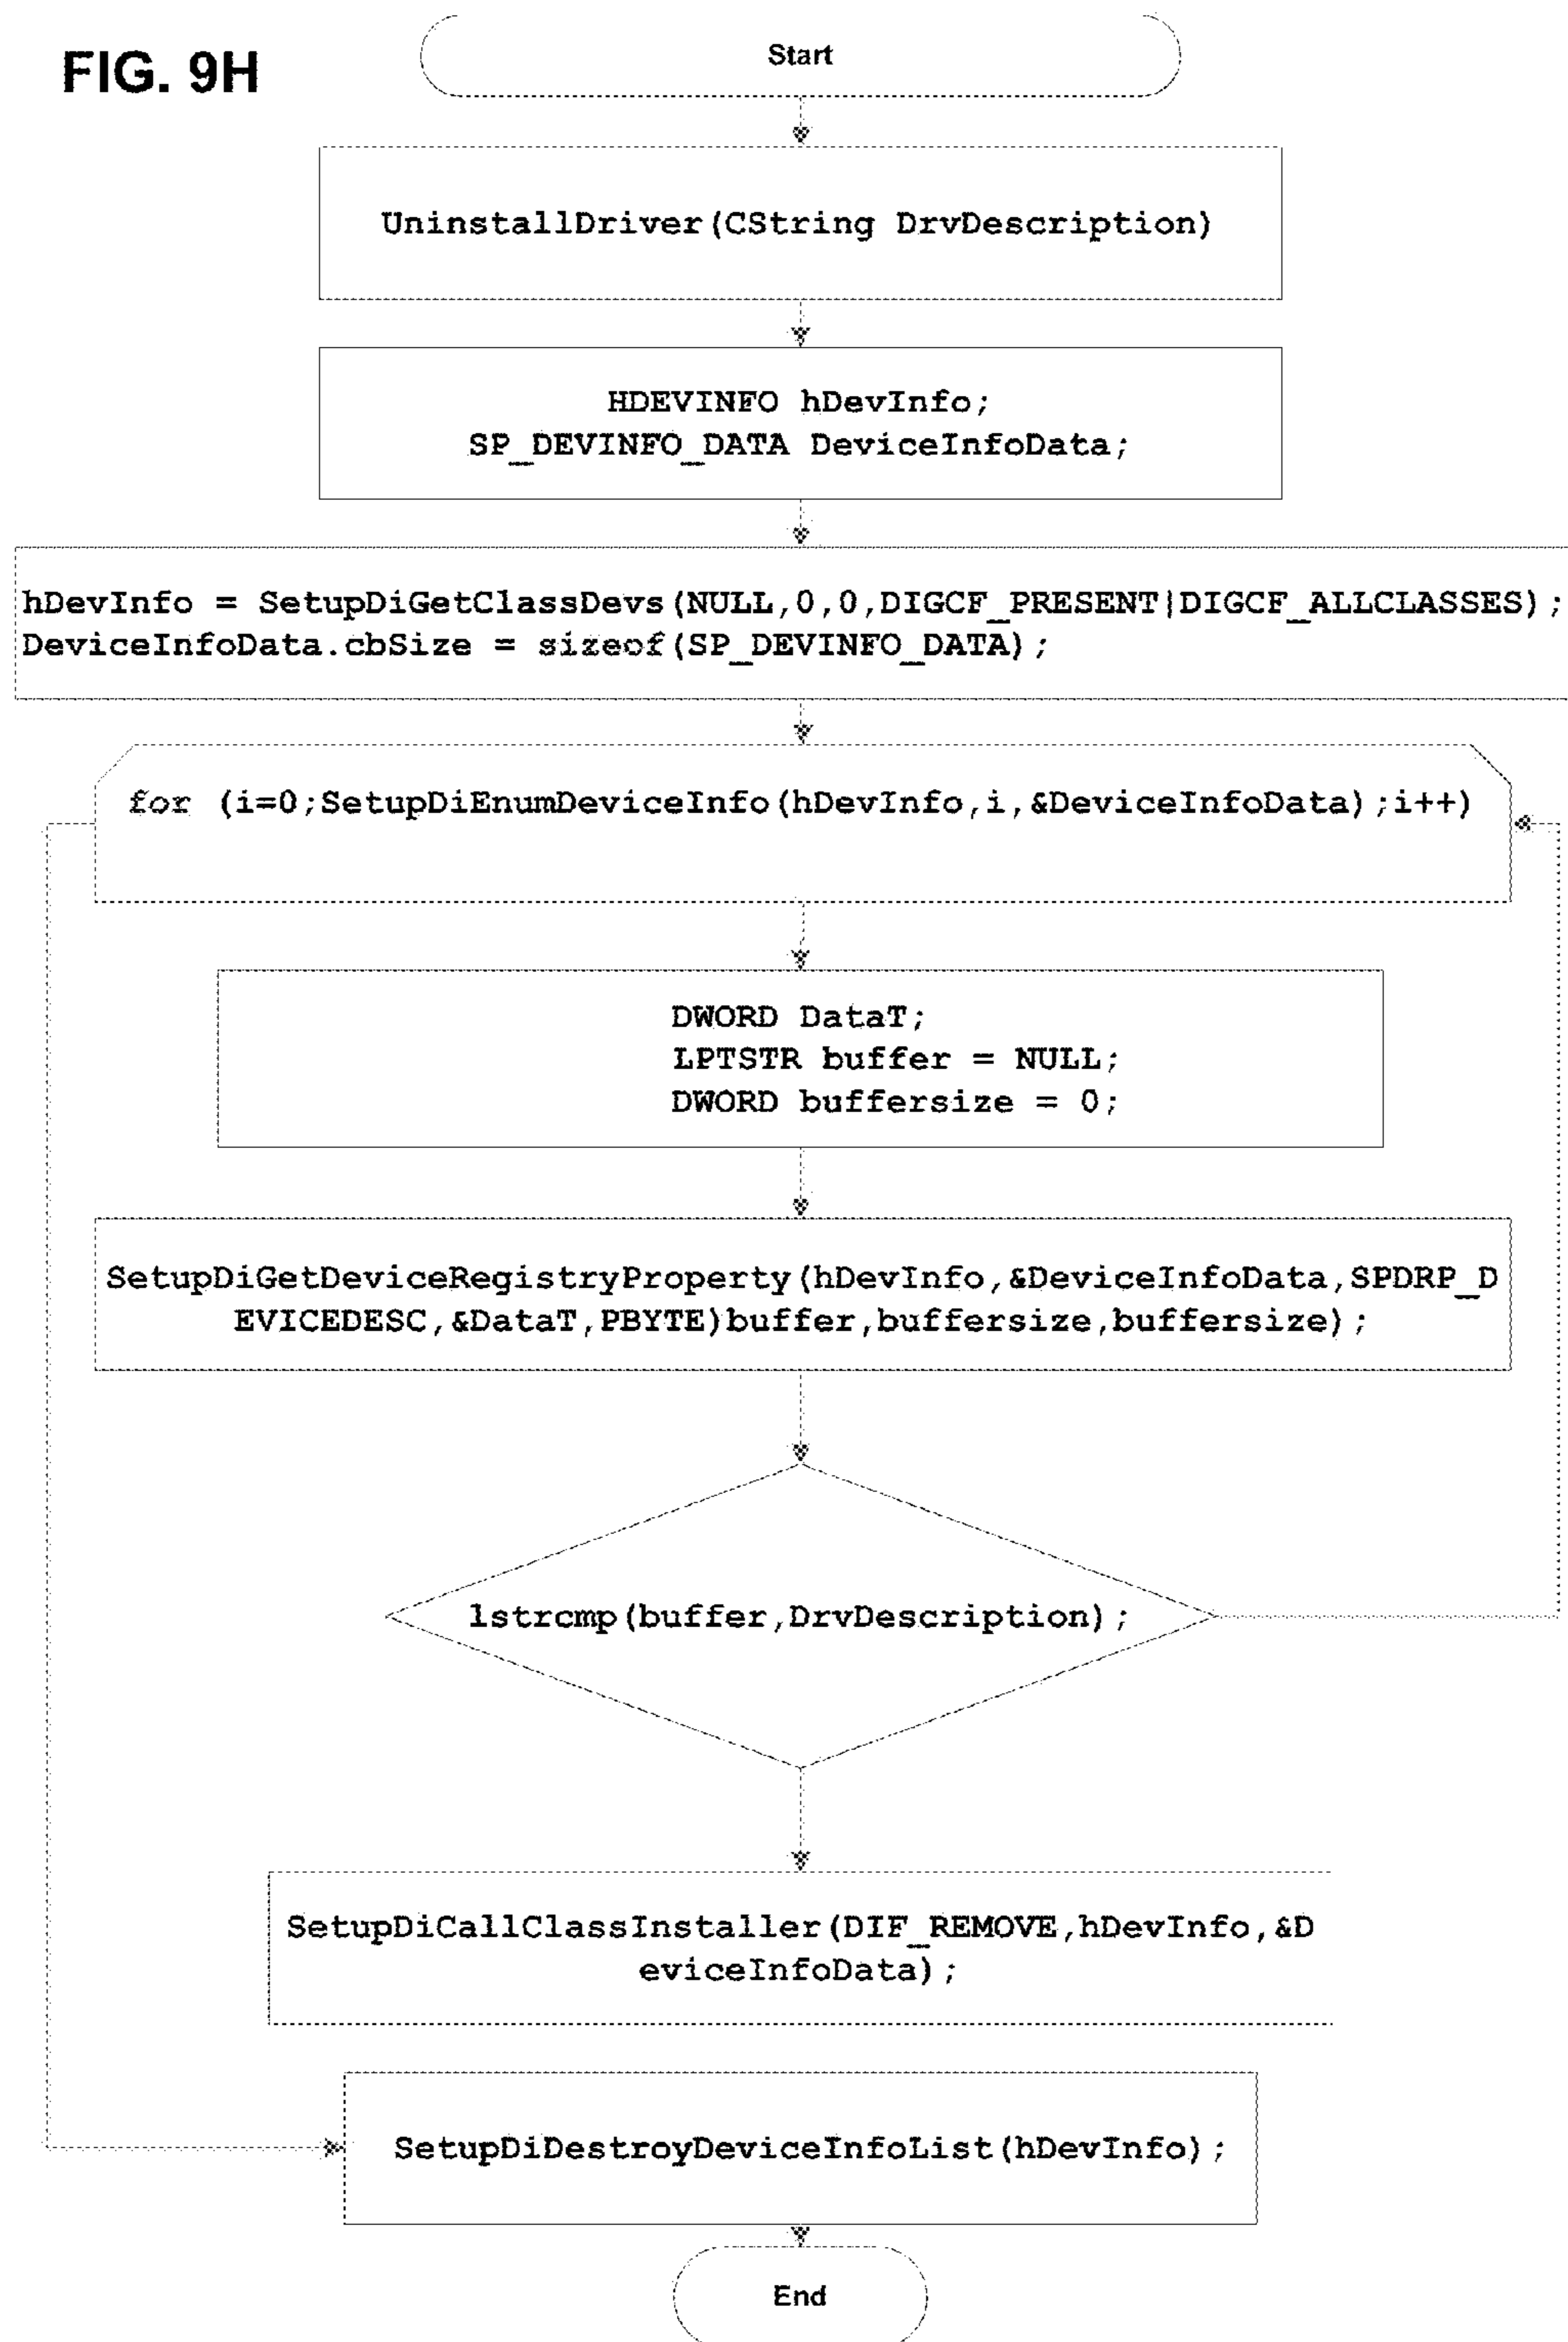 FIG. 9H
Start
UninstallDriver(CString DrvDescription)
HDEVINFO hDevInfo;
SP_DEVINFO_DATA DeviceInfoData;
hDevInfo = SetupDiGetClassDevs(NULL,0,0,DIGCF_PRESENT|DIGCF_ALLCLASSES);
DeviceInfoData.cbSize = sizeof(SP_DEVINFO_DATA);
for (i=0;SetupDiEnumDeviceInfo(hDevInfo,i,&DeviceInfoData);i++)
DWORD DataT;
LPTSTR buffer = NULL;
DWORD buffersize = 0;
SetupDiGetDeviceRegistryProperty(hDevInfo,&DeviceInfoData,SPDRP_D
EVICEDESC,&DataT,PBYTE)buffer,buffersize,buffersize);
lstrcmp(buffer,DrvDescription);
SetupDiCallClassInstaller(DIF_REMOVE,hDevInfo,&D
eviceInfoData);
SetupDiDestroyDeviceInfoList(hDevInfo);
End